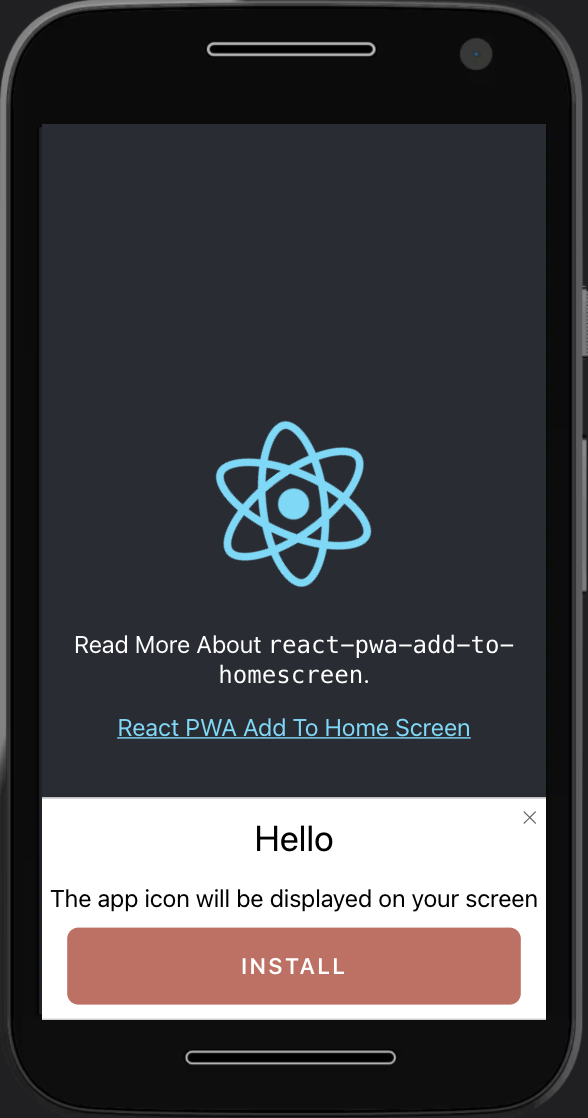 Read More About react-pwa-add-to-
homescreen.
React PWA Add To Home Screen
Hello
The app icon will be displayed on your screen
INSTALL